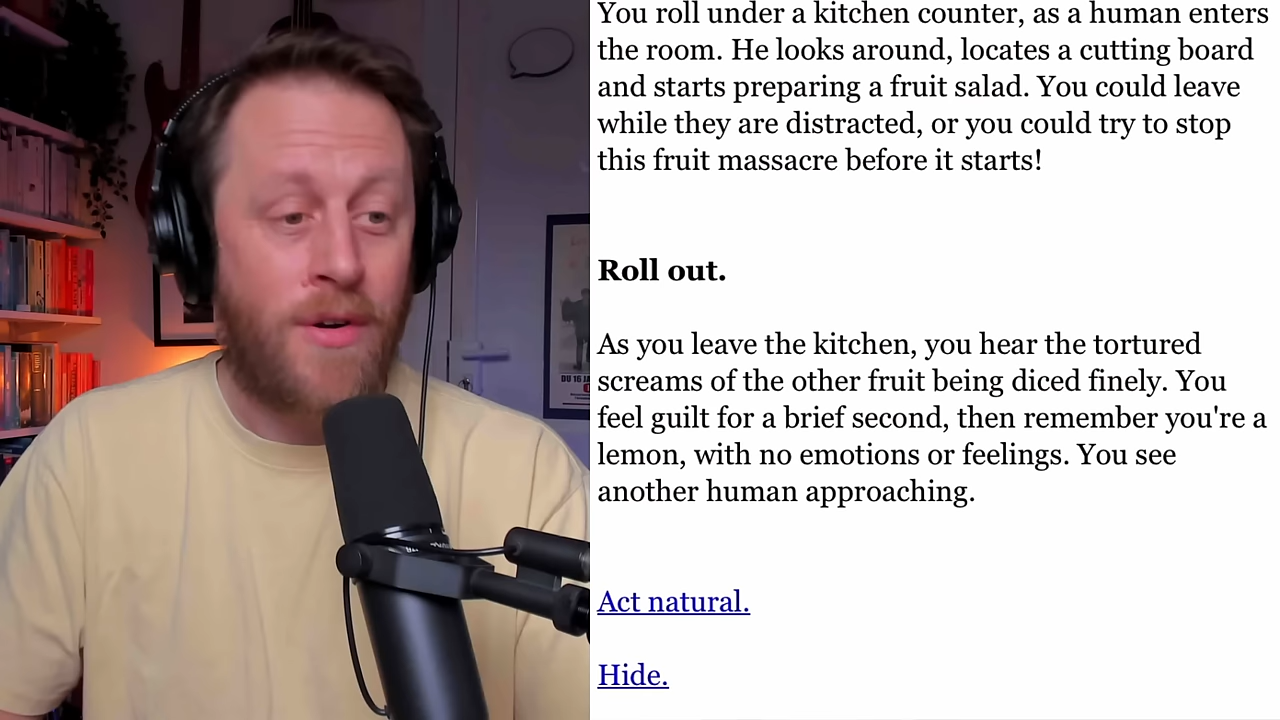 You roll under a kitchen counter, as a human enters
the room. He looks around, locates a cutting board
and starts preparing a fruit salad. You could leave
while they are distracted, or you could try to stop
this fruit massacre before it starts!
Roll out.
As you leave the kitchen, you hear the tortured
screams of the other fruit being diced finely. You
feel guilt for a brief second, then remember you're a
lemon, with no emotions or feelings. You see
another human approaching.
Act natural.
Hide.
DU 16 JA